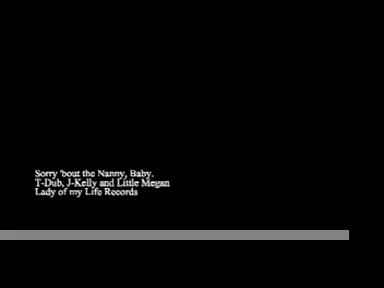 Sorry 'bout the Nanny, Baby.
T-Dub, J-Kelly and Little Megan
Lady of my Life Records